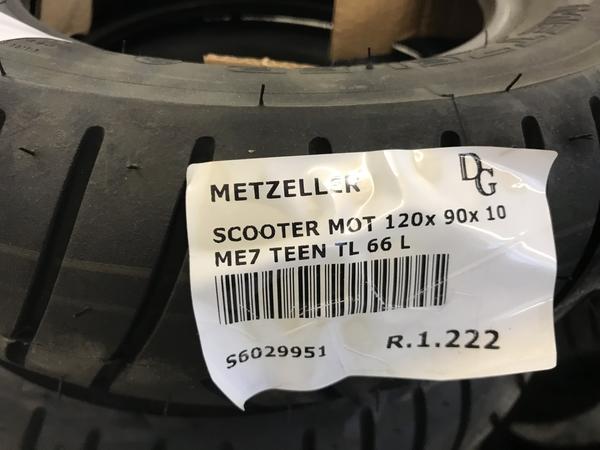 METZELLER
DG
SCOOTER MOT 120x 90x 10
ME7 TEEN TL 66 L
S6029951
R.1.222